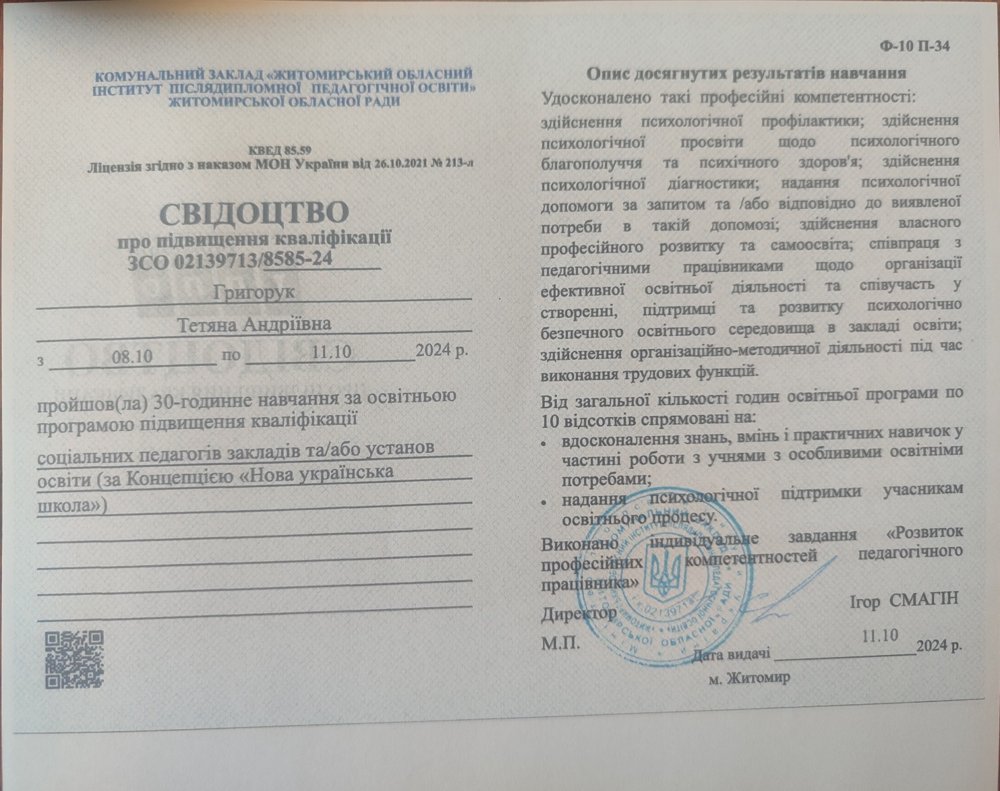 КОМУНАЛЬНИЙ ЗАКЛАД «ЖИТОМИРСЬКИЙ ОБЛАСНИЙ
ІНСТИТУТ ПІСЛЯДИПЛОМНОЇ ПЕДАГОГІЧНОЇ ОСВІТИ»
ЖИТОМИРСЬКОЇ ОБЛАСНОЇ РАДИ
КВЕД 85.59
Ліцензія згідно з наказом МОН України від 26.10.2021 № 213-л
СВІДОЦТВО
про підвищення кваліфікації
ЗСО 02139713/8585-24
Григорук
Тетяна Андріївна
з 08.10 по 11.10 2024 р.
пройшов(ла) 30-годинне навчання за освітньою
програмою підвищення кваліфікації
соціальних педагогів закладів та/або установ
освіти (за Концепцією «Нова українська
школа»)
Ф-10 П-34
Опис досягнутих результатів навчання
Удосконалено такі професійні компетентності:
здійснення психологічної профілактики; здійснення
психологічної просвіти щодо психологічного
благополуччя та психічного здоров'я; здійснення
психологічної діагностики; надання психологічної
допомоги за запитом та /або відповідно до виявленої
потреби в такій допомозі; здійснення власного
професійного розвитку та самоосвіта; співпраця з
педагогічними працівниками щодо організації
ефективної освітньої діяльності та співучасть у
створенні, підтримці та розвитку психологічно
безпечного освітнього середовища в закладі освіти;
здійснення організаційно-методичної діяльності під час
виконання трудових функцій.
Від загальної кількості годин освітньої програми по
10 відсотків спрямовані на:
• вдосконалення знань, вмінь і практичних навичок у
частині роботи з учнями з особливими освітніми
потребами;
• надання психологічної підтримки учасникам
освітнього процесу.
Виконано індивідуальне завдання «Розвиток
професійних компетентностей педагогічного
працівника»
Директор Ігор СМАГІН
М.П.
Дата видачі 11.10 2024 р.
м. Житомир